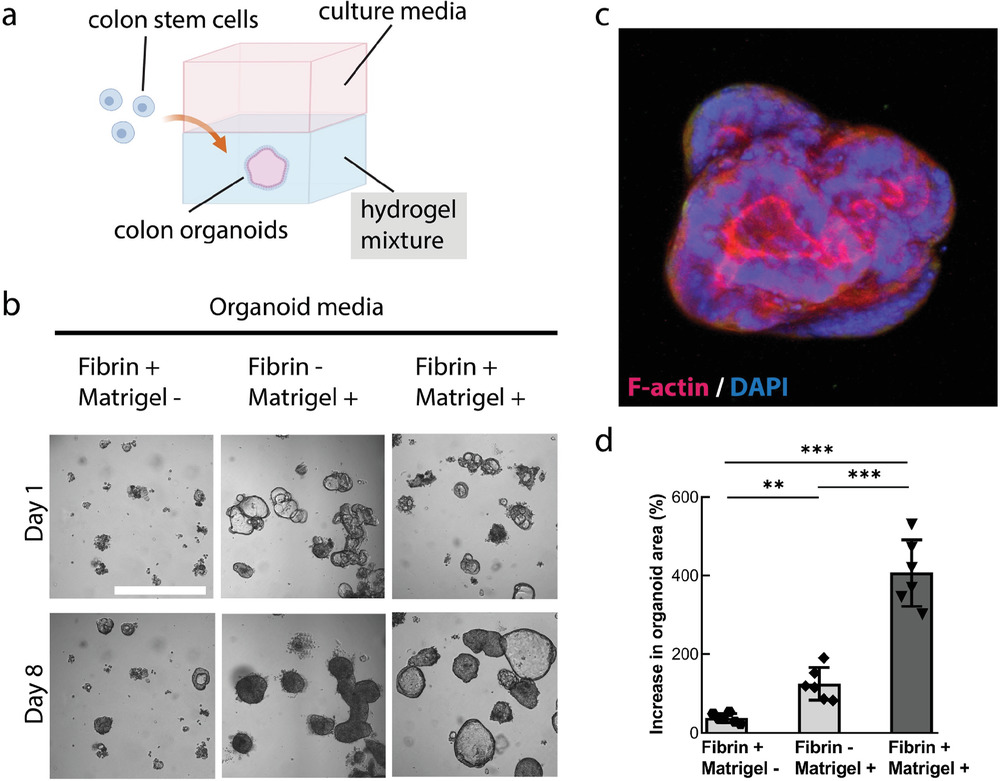 a
colon stem cells
culture media
colon organoids
hydrogel
mixture
b
Organoid media
Fibrin +
Matrigel -
Fibrin -
Matrigel +
Fibrin +
Matrigel +
Day 1
Day 8
c
F-actin / DAPI
d
***
**
***
Increase in organoid area (%)
600
400
200
0
Fibrin +
Matrigel -
Fibrin -
Matrigel +
Fibrin +
Matrigel +